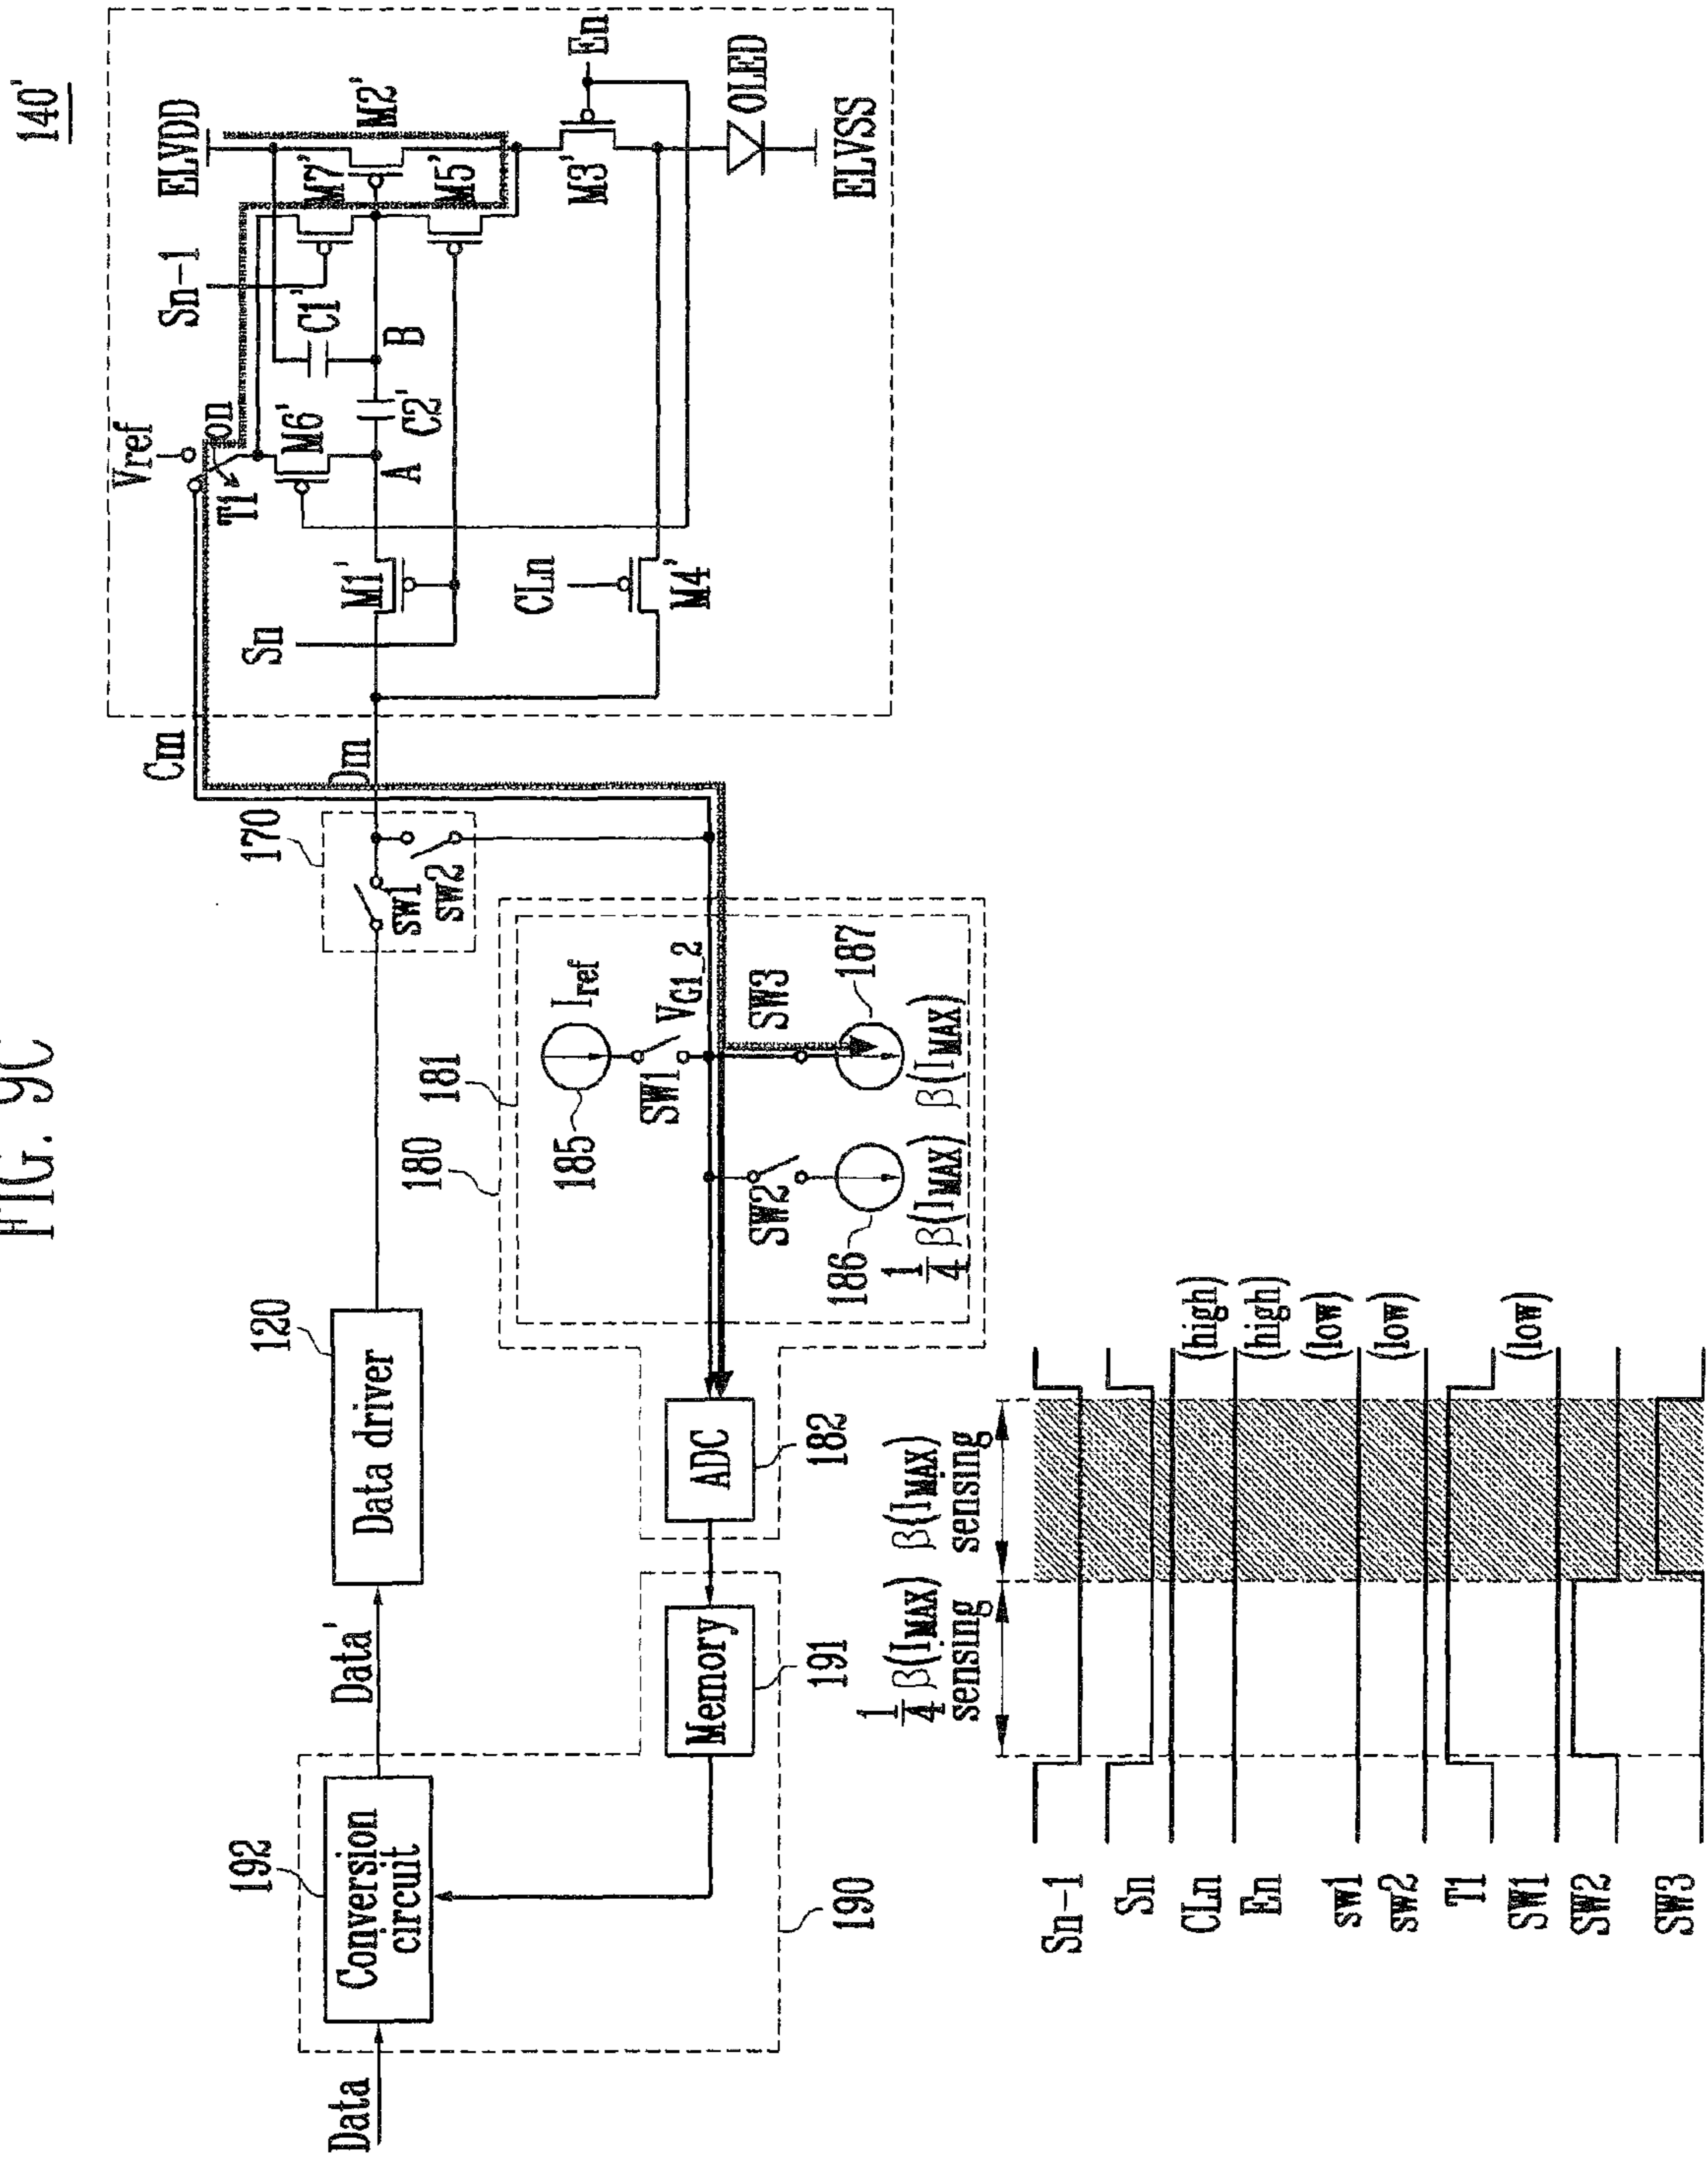 FIG. 9C
140'
ELVDD
Sn-1
M7'
M2'
Vref
on
T1
C1'
M6'
M5'
B
A
C2'
En
M3'
OLED
ELVSS
M1'
Sn
CLn
M4'
Cm
Dm
170
sw1
sw2
180
181
185
Iref
SW1
VG1_2
SW3
187
β(IMAX)
SW2
186
1/4 β(IMAX)
120
Data driver
ADC
182
Data'
Memory
191
192
Conversion
circuit
190
Data
1/4 β(IMAX)
sensing
β(IMAX)
sensing
Sn-1
Sn
CLn (high)
En (high)
sw1 (low)
sw2 (low)
T1
SW1 (low)
SW2
SW3